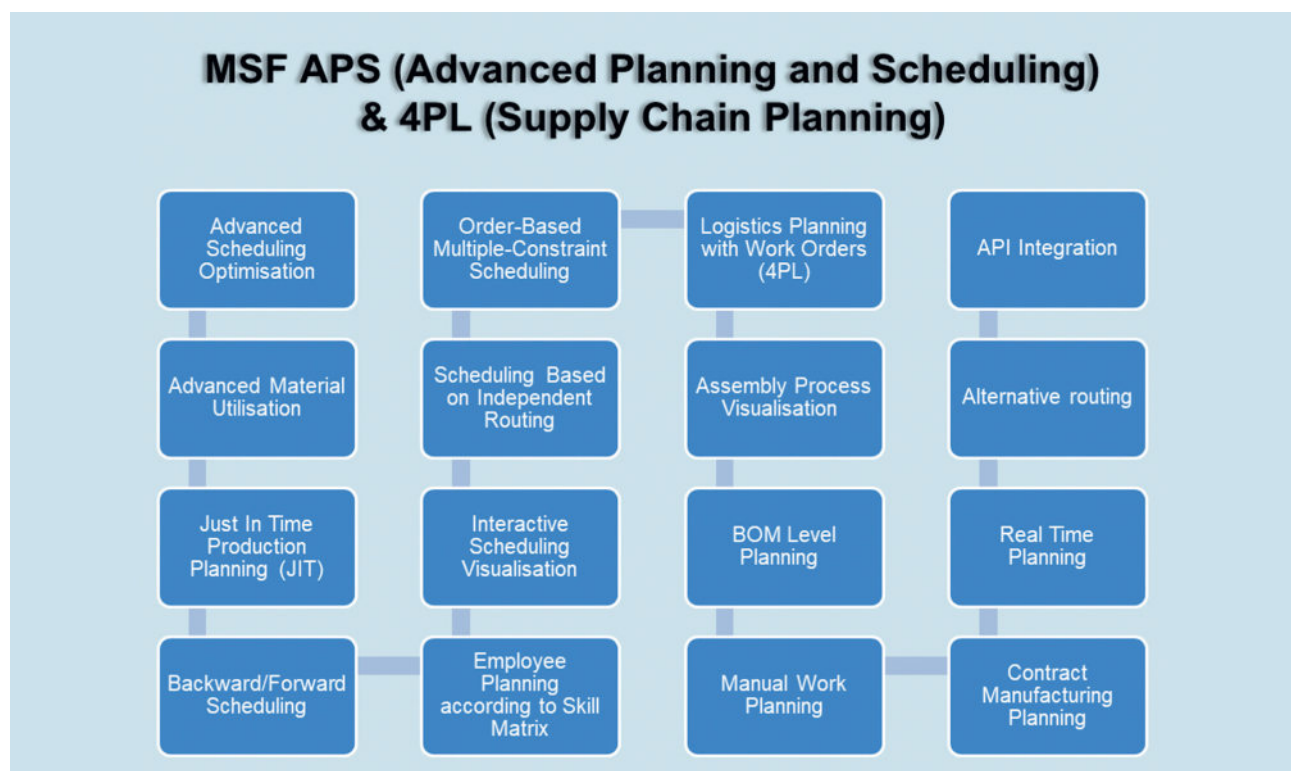 MSF APS (Advanced Planning and Scheduling)
& 4PL (Supply Chain Planning)
Advanced
Scheduling
Optimisation
Advanced Material
Utilisation
Just In Time
Production
Planning (JIT)
Backward/Forward
Scheduling
Employee
Planning
according to Skill
Matrix
Interactive
Scheduling
Visualisation
Scheduling Based
on Independent
Routing
Order-Based
Multiple-Constraint
Scheduling
Logistics Planning
with Work Orders
(4PL)
Assembly Process
Visualisation
BOM Level
Planning
Manual Work
Planning
Contract
Manufacturing
Planning
Real Time
Planning
Alternative routing
API Integration